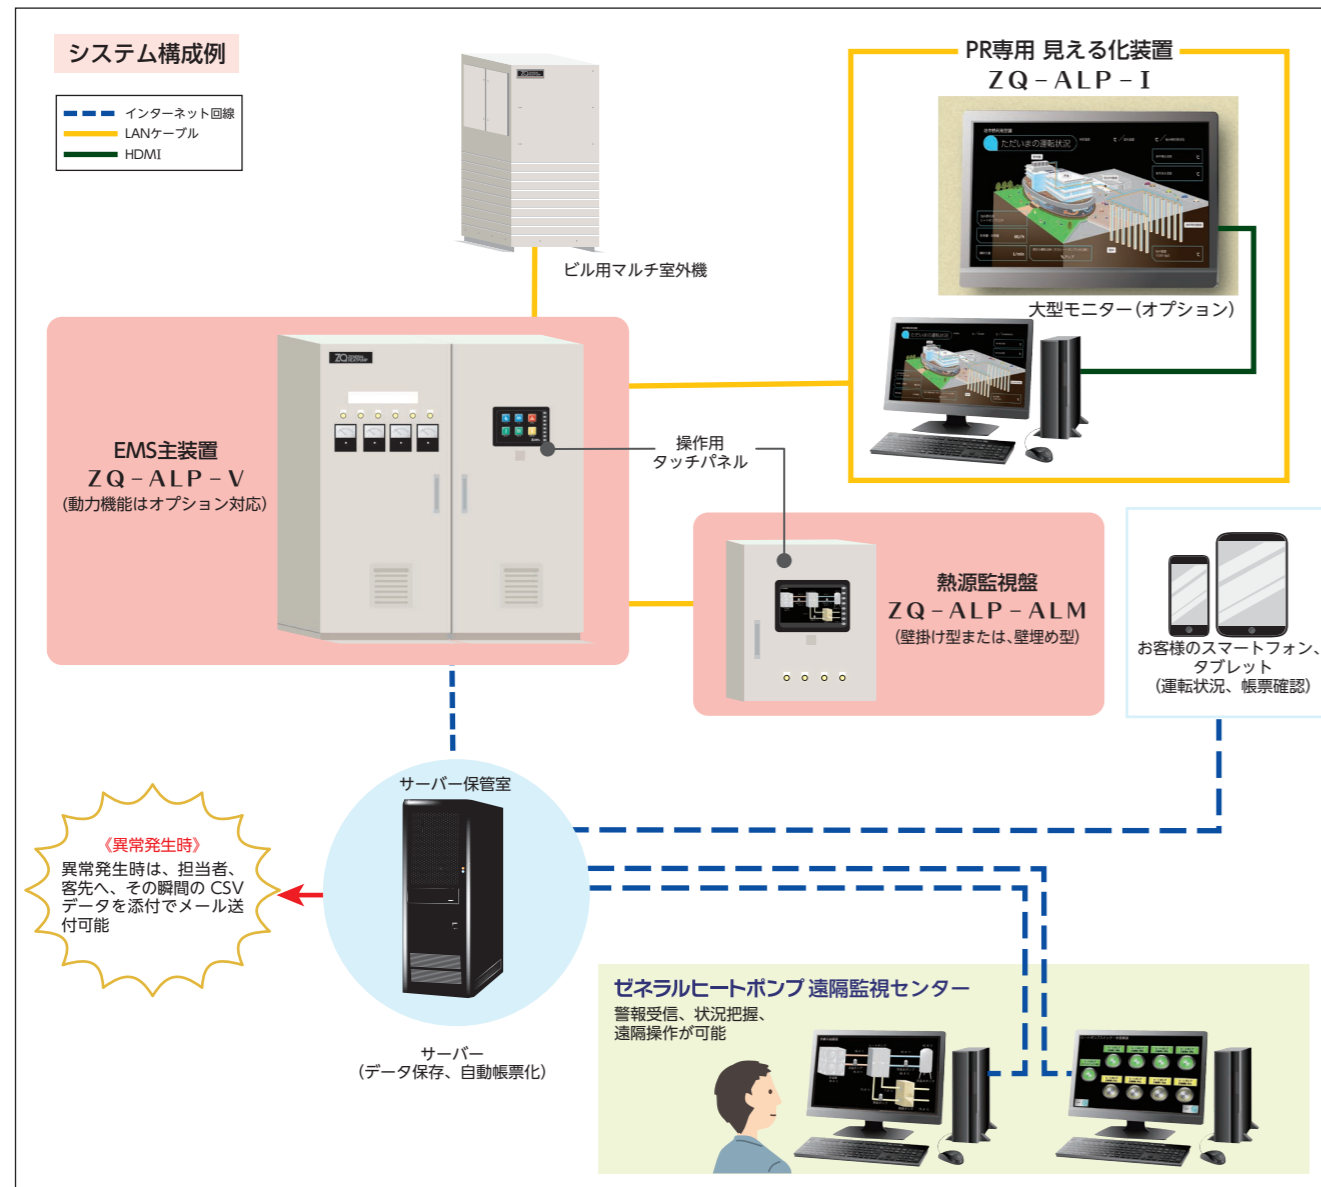 システム構成例
インターネット回線
LANケーブル
HDMI
ZQ
ビル用マルチ室外機
PR専用 見える化装置
ZQ-ALP-I
ただいまの運転状況
大型モニター(オプション)
ただいまの運転状況
EMS主装置
ZQ-ALP-V
(動力機能はオプション対応)
ZQ
操作用
タッチパネル
熱源監視盤
ZQ-ALP-ALM
(壁掛け型または、壁埋め型)
お客様のスマートフォン、
タブレット
(運転状況、帳票確認)
サーバー保管室
サーバー
(データ保存、自動帳票化)
《異常発生時》
異常発生時は、担当者、
客先へ、その瞬間の CSV
データを添付でメール送
付可能
ゼネラルヒートポンプ 遠隔監視センター
警報受信、状況把握、
遠隔操作が可能